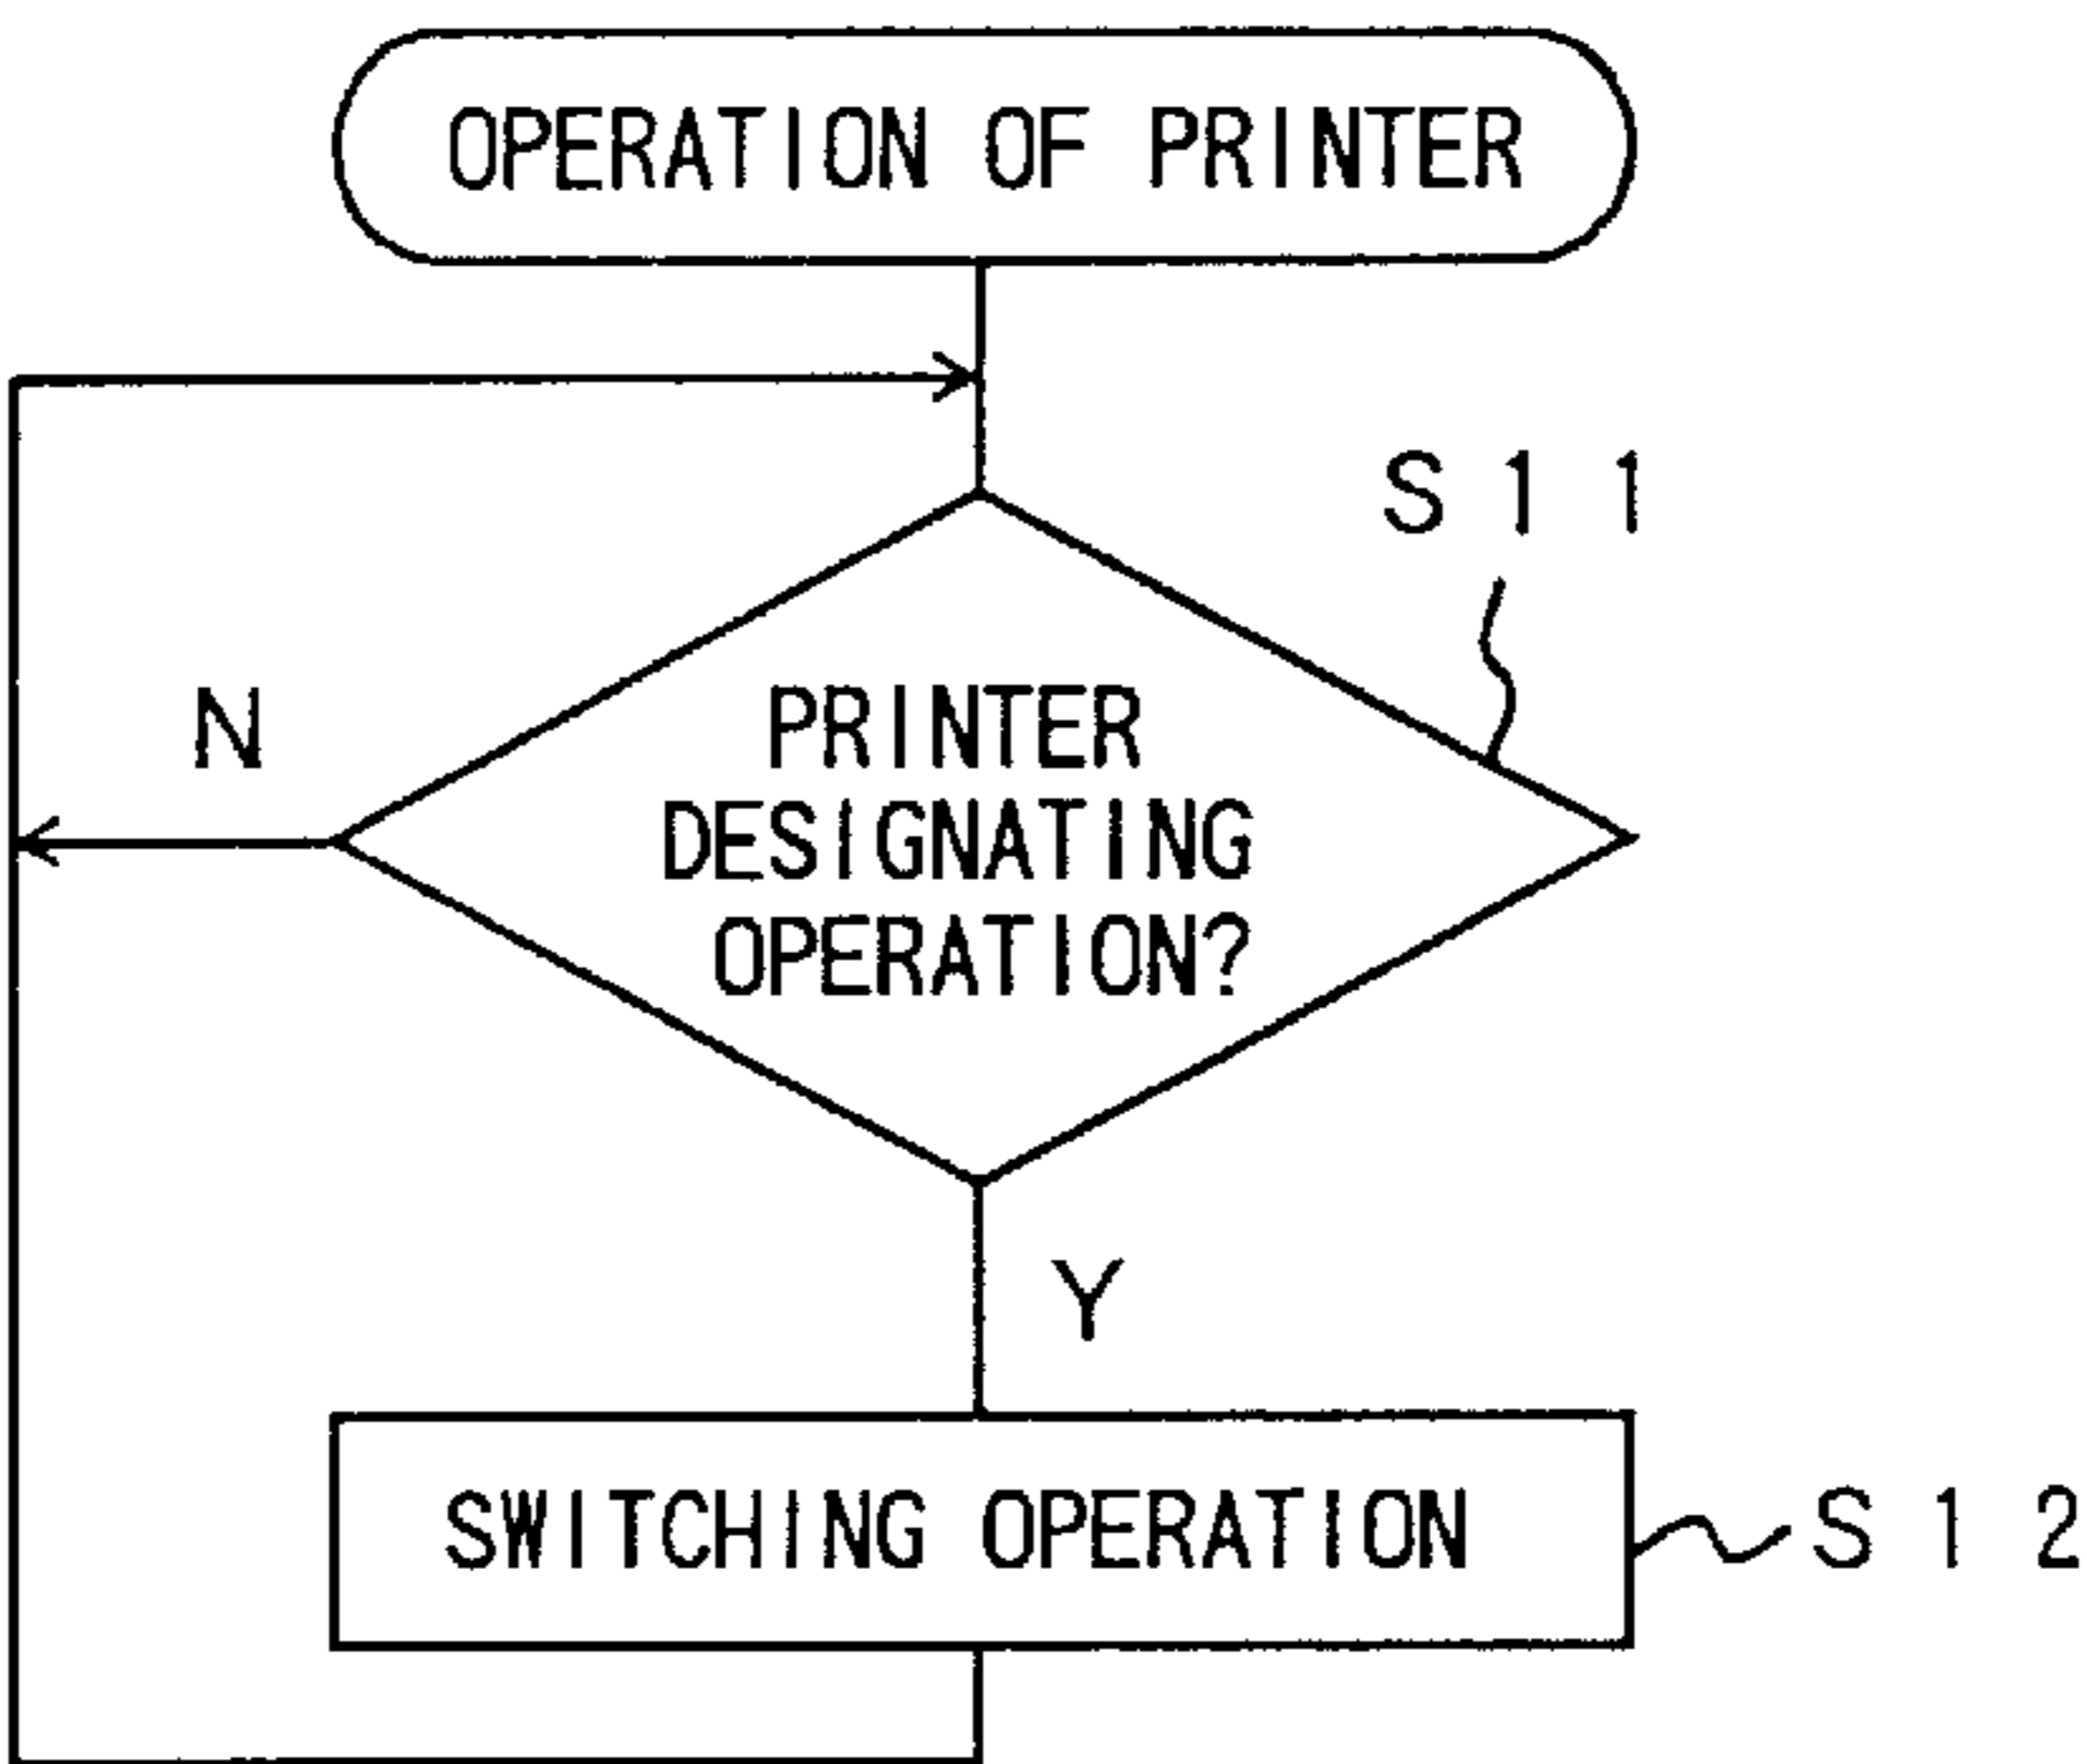 OPERATION OF PRINTER
S11
N
PRINTER
DESIGNATING
OPERATION?
Y
SWITCHING OPERATION
S12